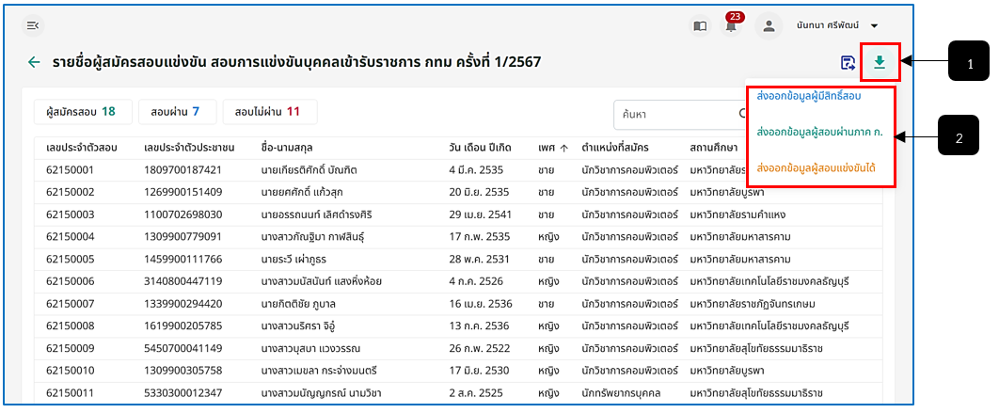 23
นันทนา ศรีพัฒน์
รายชื่อผู้สมัครสอบแข่งขัน สอบการแข่งขันบุคคลเข้ารับราชการ กทม ครั้งที่ 1/2567
1
ผู้สมัครสอบ 18 สอบผ่าน 7 สอบไม่ผ่าน 11 ค้นหา
ส่งออกข้อมูลผู้มีสิทธิ์สอบ
ส่งออกข้อมูลผู้สอบผ่านภาค ก.
ส่งออกข้อมูลผู้สอบแข่งขันได้
2
เลขประจำตัวสอบ เลขประจำตัวประชาชน ชื่อ-นามสกุล วัน เดือน ปีเกิด เพศ ตำแหน่งที่สมัคร สถานศึกษา
62150001 1809700187421 นายเกียรติศักดิ์ บัณฑิต 4 มี.ค. 2535 ชาย นักวิชาการคอมพิวเตอร์
62150002 1269900151409 นายยศศักดิ์ แก้วสุก 20 มิ.ย. 2535 ชาย นักวิชาการคอมพิวเตอร์ มหาวิทยาลัยบูรพา
62150003 1100702698030 นายอรรถนนท์ เลิศดำรงศิริ 29 เม.ย. 2541 ชาย นักวิชาการคอมพิวเตอร์ มหาวิทยาลัยรามคำแหง
62150004 1309900779091 นางสาวกัณฐิมา กาฬสินธุ์ 17 ก.พ. 2535 หญิง นักวิชาการคอมพิวเตอร์ มหาวิทยาลัยมหาสารคาม
62150005 1459900111766 นายระวี เผ่าภูธร 28 พ.ค. 2531 ชาย นักวิชาการคอมพิวเตอร์ มหาวิทยาลัยมหาสารคาม
62150006 3140800447119 นางสาวมนัสนันท์ แสงหิ่งห้อย 4 ก.ค. 2526 หญิง นักวิชาการคอมพิวเตอร์ มหาวิทยาลัยเทคโนโลยีราชมงคลธัญบุรี
62150007 1339900294420 นายกิตติชัย ภูบาล 16 เม.ย. 2536 ชาย นักวิชาการคอมพิวเตอร์ มหาวิทยาลัยราชภัฏจันทรเกษม
62150008 1619900205785 นางสาวนริศรา จิอู๋ 13 ก.ค. 2536 หญิง นักวิชาการคอมพิวเตอร์ มหาวิทยาลัยเทคโนโลยีราชมงคลธัญบุรี
62150009 5450700041149 นางสาวบุสบา แวงวรรณ 26 ก.พ. 2522 หญิง นักวิชาการคอมพิวเตอร์ มหาวิทยาลัยสุโขทัยธรรมมาธิราช
62150010 1309900305758 นางสาวเมขลา กระจ่างมนตรี 17 มิ.ย. 2530 หญิง นักวิชาการคอมพิวเตอร์ มหาวิทยาลัยบูรพา
62150011 5330300012347 นางสาวมนัญญกรณ์ นามวิชา 2 ส.ค. 2525 หญิง นักทรัพยากรบุคคล มหาวิทยาลัยสุโขทัยธรรมมาธิราช